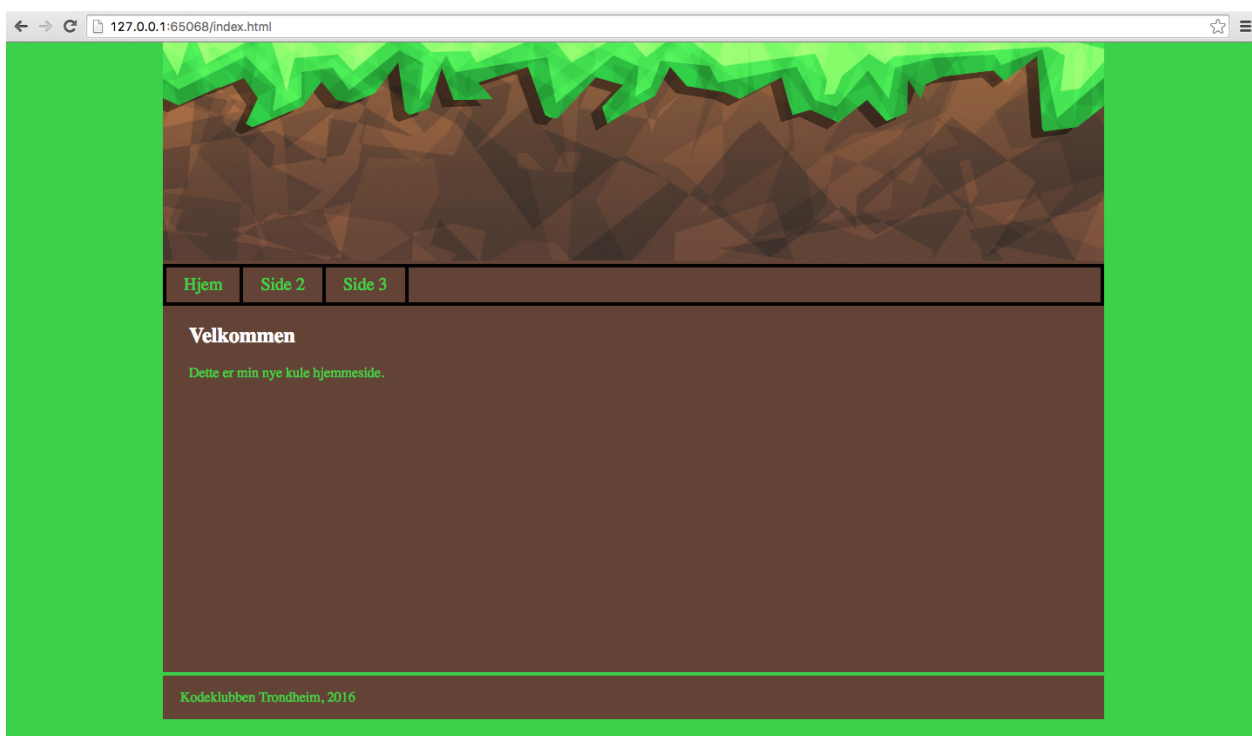 127.0.0.1:65068/index.html
Hjem Side 2 Side 3
Velkommen
Dette er min nye kule hjemmeside.
Kodeklubben Trondheim, 2016